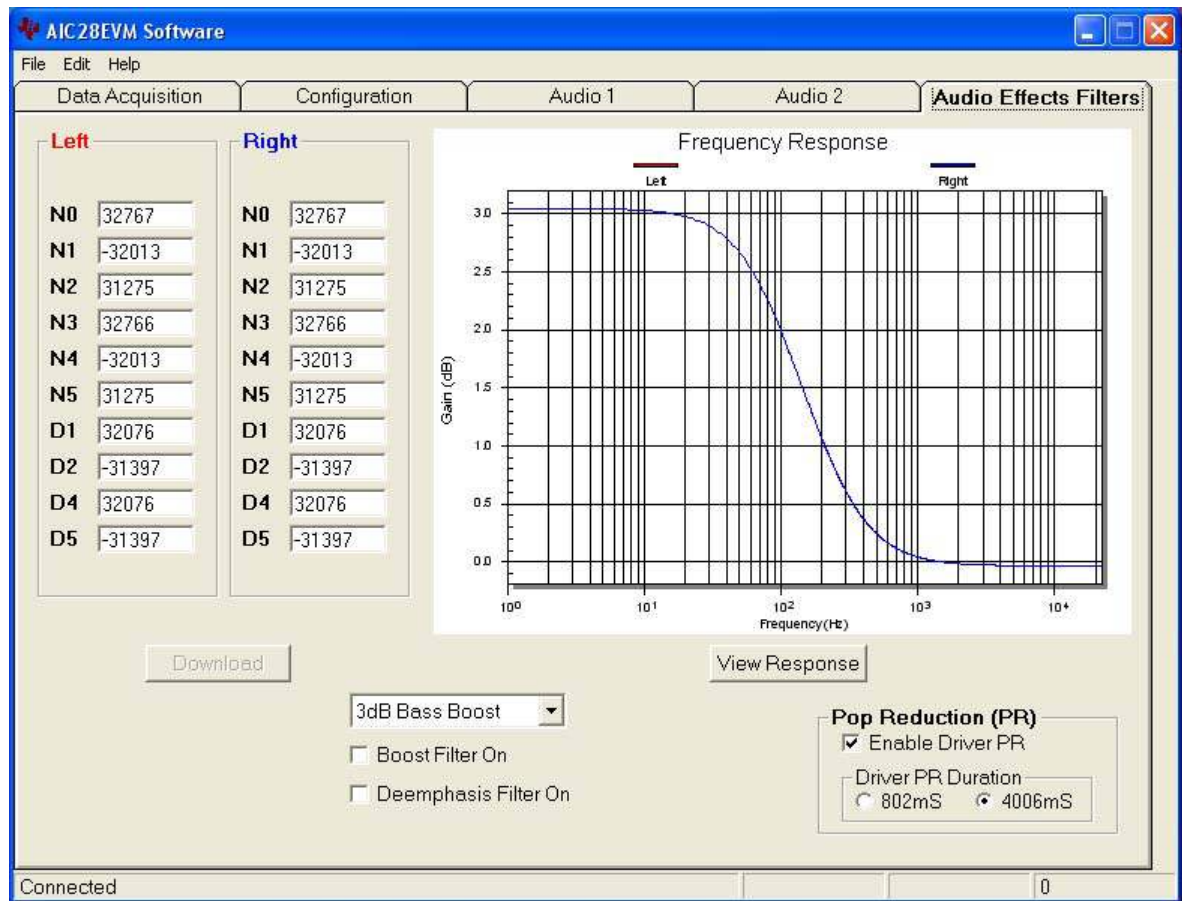 AIC28EVM Software
File Edit Help
Data Acquisition Configuration Audio 1 Audio 2 Audio Effects Filters
Left
N0 32767
N1 -32013
N2 31275
N3 32766
N4 -32013
N5 31275
D1 32076
D2 -31397
D4 32076
D5 -31397
Right
N0 32767
N1 -32013
N2 31275
N3 32766
N4 -32013
N5 31275
D1 32076
D2 -31397
D4 32076
D5 -31397
Frequency Response
Left Right
3.0
2.5
2.0
1.5
1.0
0.5
0.0
Gain (dB)
10⁰ 10¹ 10² 10³ 10⁴
Frequency(Hz)
Download
View Response
3dB Bass Boost
Boost Filter On
Deemphasis Filter On
Pop Reduction (PR)
Enable Driver PR
Driver PR Duration
802mS 4006mS
Connected 0